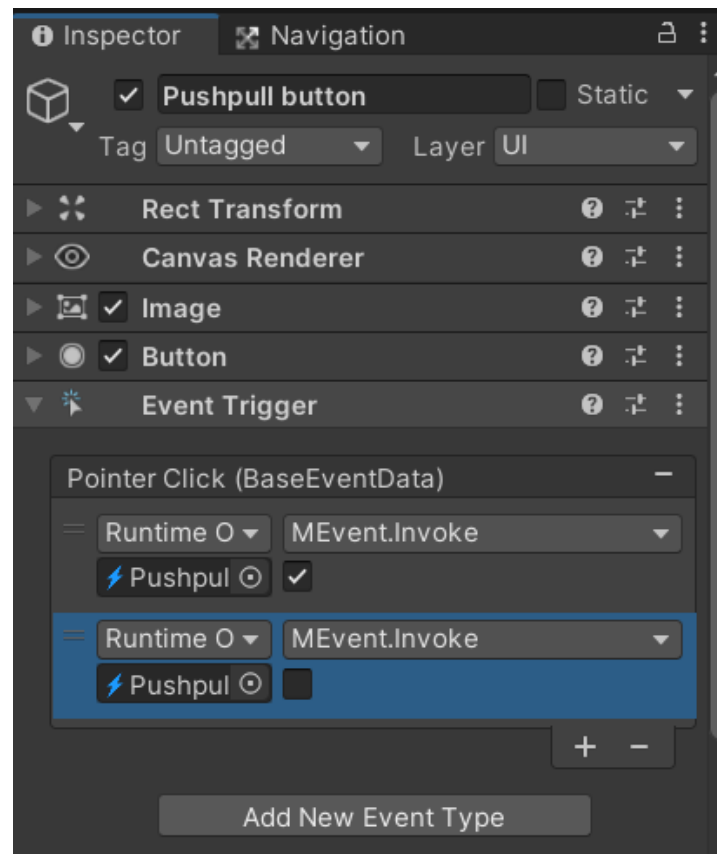 Inspector Navigation
Pushpull button Static
Tag Untagged Layer UI
Rect Transform
Canvas Renderer
Image
Button
Event Trigger
Pointer Click (BaseEventData)
Runtime O MEvent.Invoke
Pushpul
Runtime O MEvent.Invoke
Pushpul
Add New Event Type